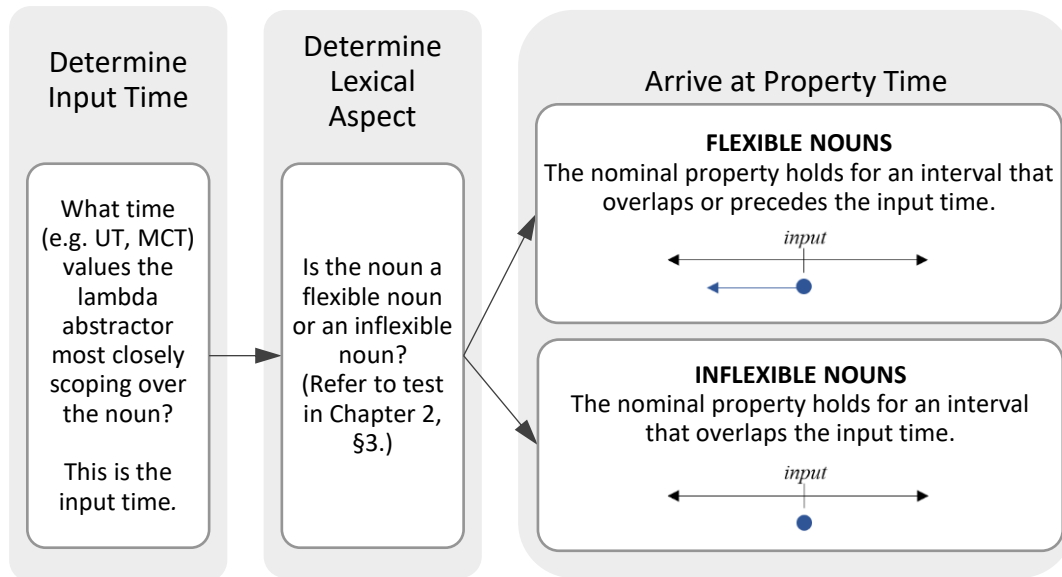 Determine
Input Time
What time
(e.g. UT, MCT)
values the
lambda
abstractor
most closely
scoping over
the noun?
This is the
input time.
Determine
Lexical
Aspect
Is the noun a
flexible noun
or an inflexible
noun?
(Refer to test
in Chapter 2,
§3.)
Arrive at Property Time
FLEXIBLE NOUNS
The nominal property holds for an interval that
overlaps or precedes the input time.
input
INFLEXIBLE NOUNS
The nominal property holds for an interval
that overlaps the input time.
input